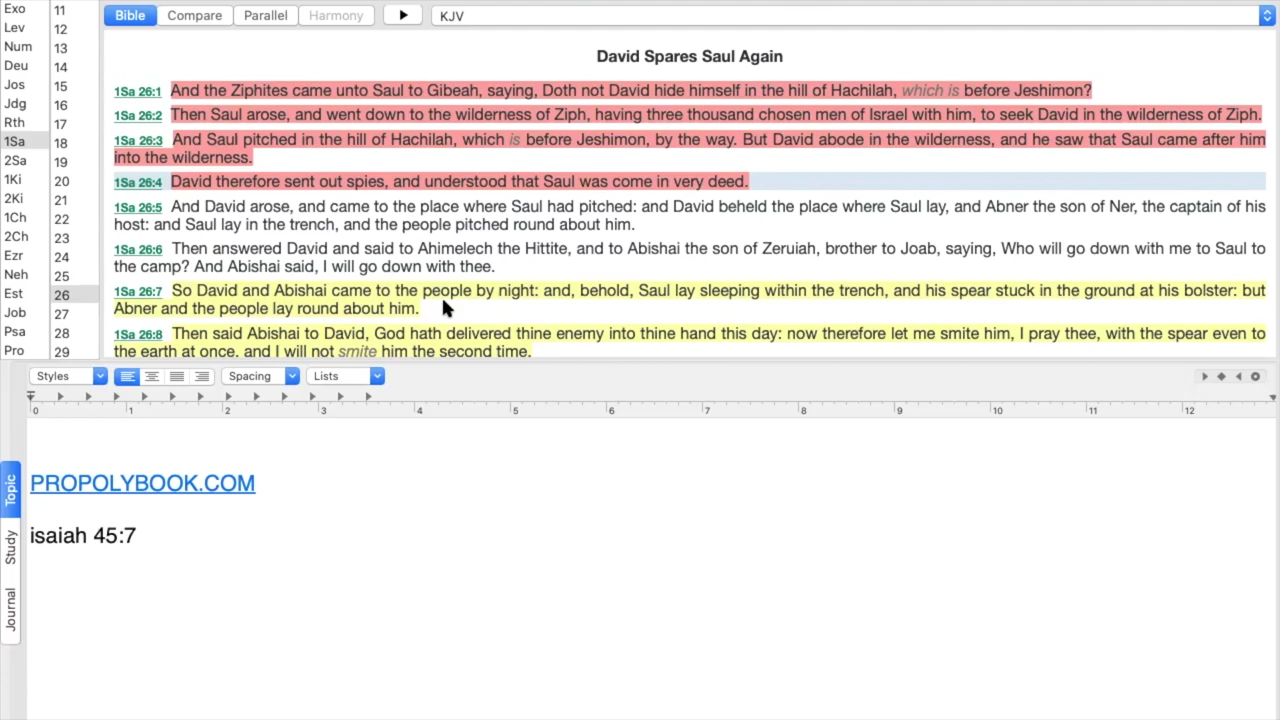 Exo
Lev
Num
Deu
Jos
Jdg
Rth
1Sa
2Sa
1Ki
2Ki
1Ch
2Ch
Ezr
Neh
Est
Job
Psa
Pro
11
12
13
14
15
16
17
18
19
20
21
22
23
24
25
26
27
28
29
Bible Compare Parallel Harmony KJV
David Spares Saul Again
1Sa 26:1 And the Ziphites came unto Saul to Gibeah, saying, Doth not David hide himself in the hill of Hachilah, which is before Jeshimon?
1Sa 26:2 Then Saul arose, and went down to the wilderness of Ziph, having three thousand chosen men of Israel with him, to seek David in the wilderness of Ziph.
1Sa 26:3 And Saul pitched in the hill of Hachilah, which is before Jeshimon, by the way. But David abode in the wilderness, and he saw that Saul came after him
into the wilderness.
1Sa 26:4 David therefore sent out spies, and understood that Saul was come in very deed.
1Sa 26:5 And David arose, and came to the place where Saul had pitched: and David beheld the place where Saul lay, and Abner the son of Ner, the captain of his
host: and Saul lay in the trench, and the people pitched round about him.
1Sa 26:6 Then answered David and said to Ahimelech the Hittite, and to Abishai the son of Zeruiah, brother to Joab, saying, Who will go down with me to Saul to
the camp? And Abishai said, I will go down with thee.
1Sa 26:7 So David and Abishai came to the people by night: and, behold, Saul lay sleeping within the trench, and his spear stuck in the ground at his bolster: but
Abner and the people lay round about him.
1Sa 26:8 Then said Abishai to David, God hath delivered thine enemy into thine hand this day: now therefore let me smite him, I pray thee, with the spear even to
the earth at once, and I will not smite him the second time.
Styles Spacing Lists
0 1 2 3 4 5 6 7 8 9 10 11 12
Topic
Study
Journal
PROPOLYBOOK.COM
isaiah 45:7